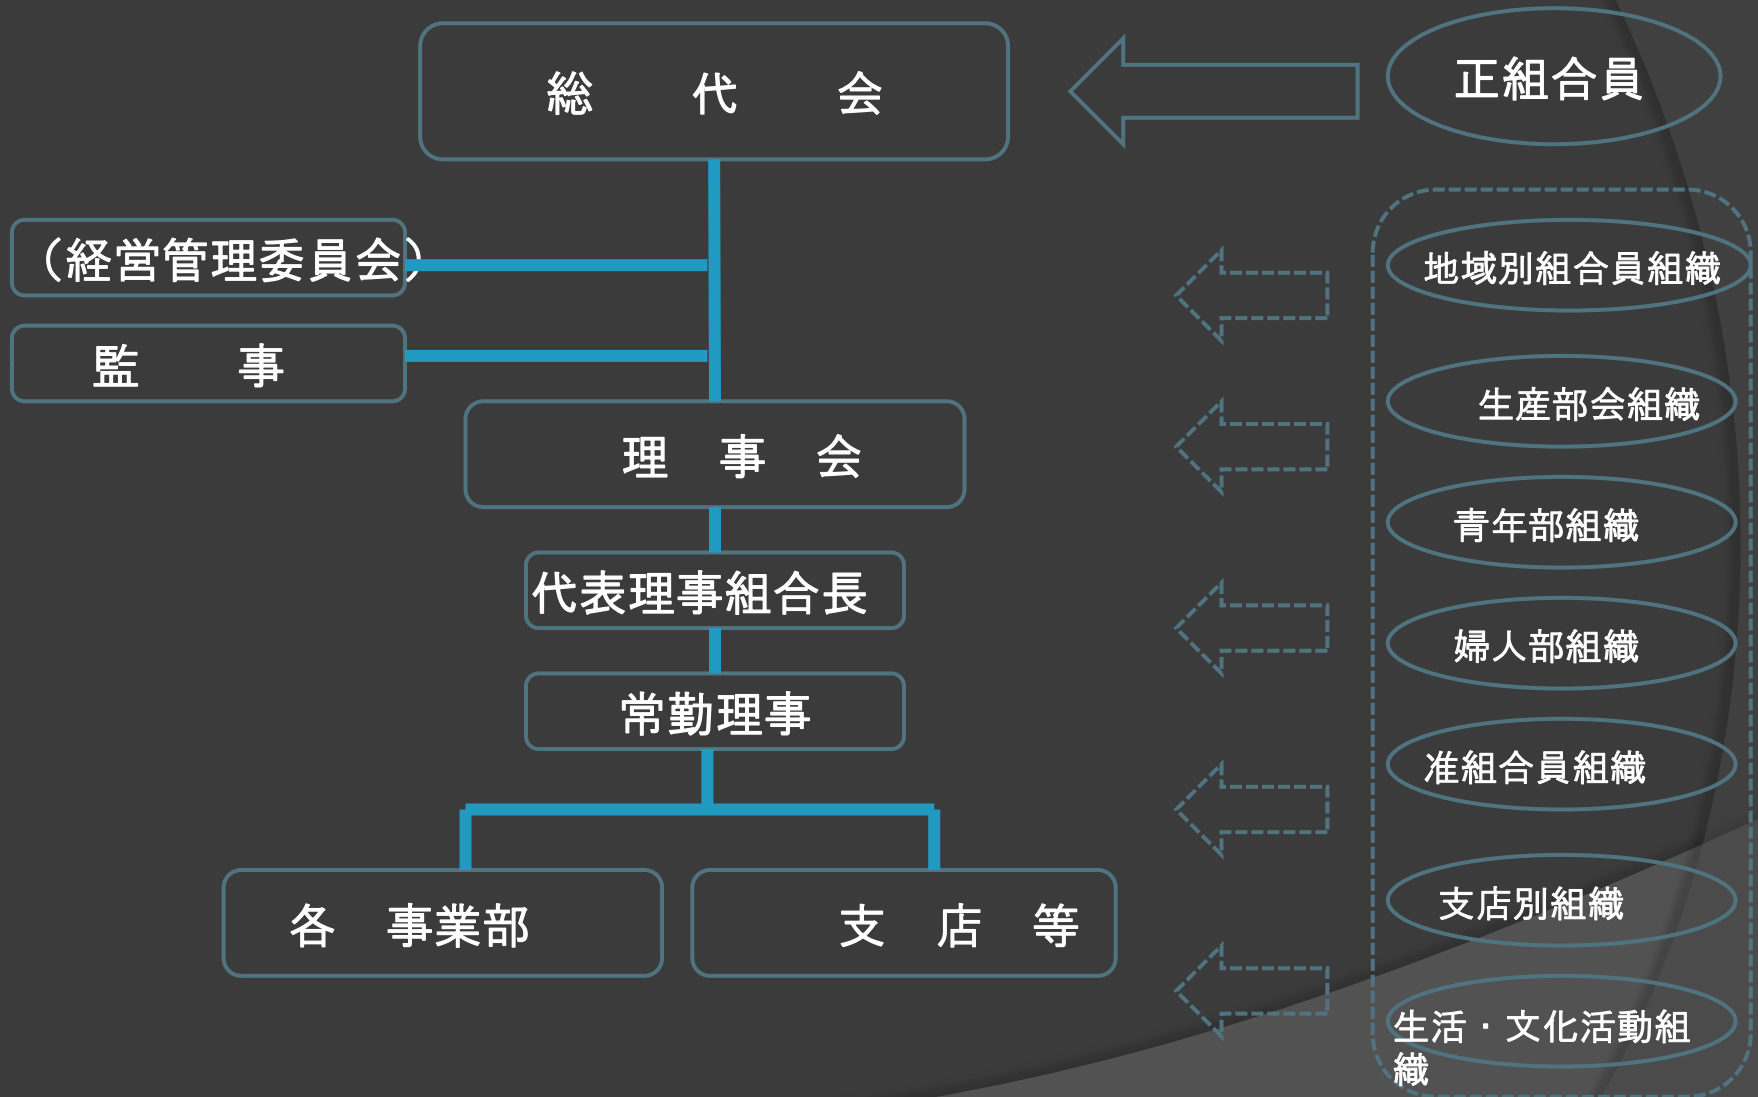 総　代　会
正組合員
（経営管理委員会）
監　事
理　事　会
代表理事組合長
常勤理事
各　事業部
支　店　等
地域別組合員組織
生産部会組織
青年部組織
婦人部組織
准組合員組織
支店別組織
生活・文化活動組
織